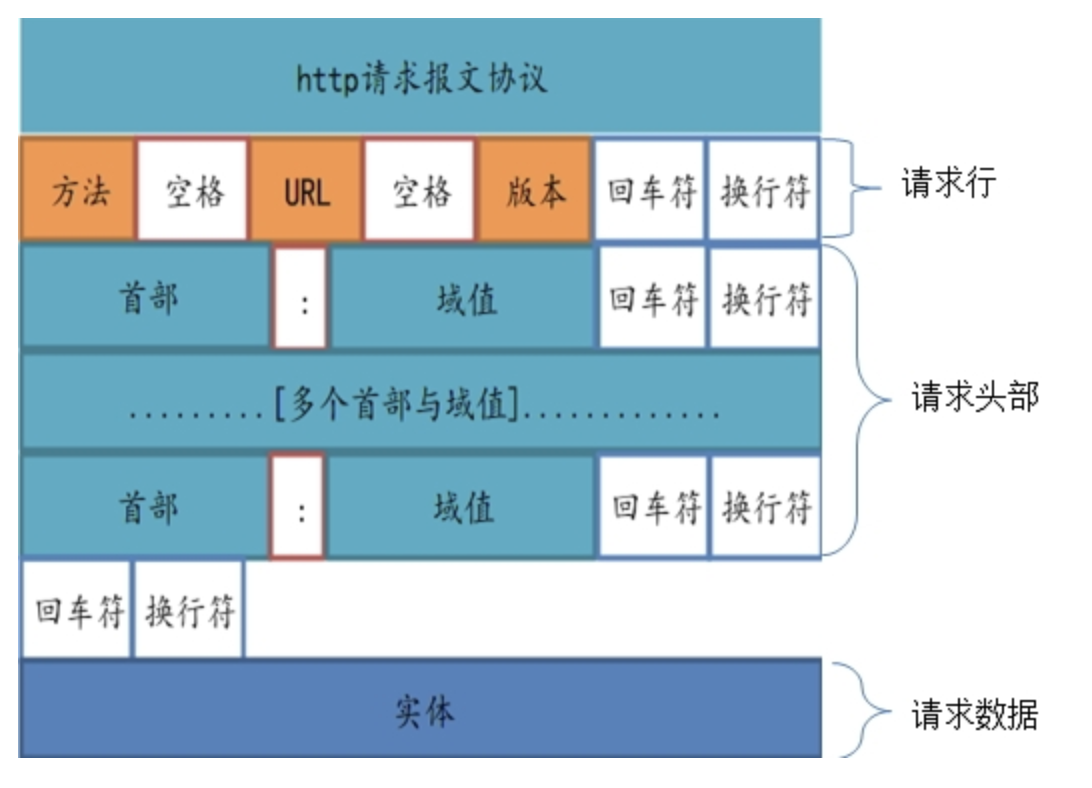 http请求报文协议
方法 空格 URL 空格 版本 回车符 换行符 请求行
首部 : 域值 回车符 换行符
.........[多个首部与域值]............. 请求头部
首部 : 域值 回车符 换行符
回车符 换行符
实体 请求数据